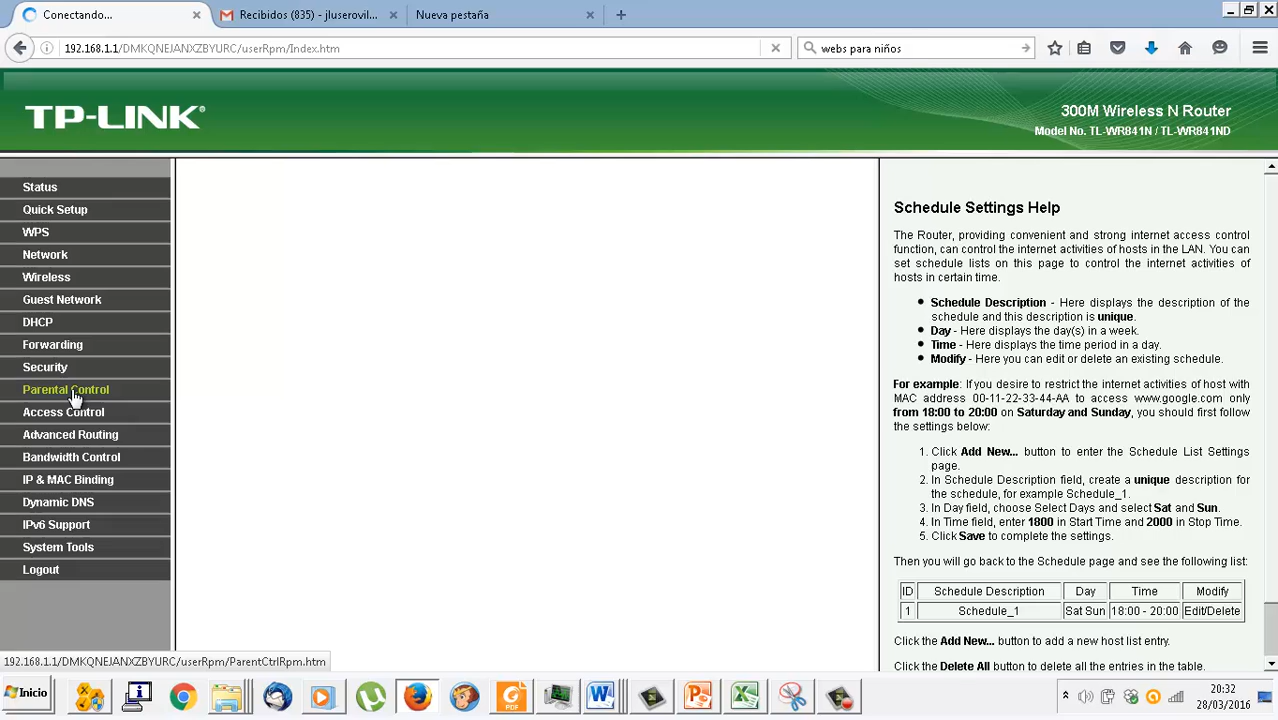 Conectando...
Recibidos (835) - jluserovil...
Nueva pestaña
192.168.1.1/DMKQNEJANXZBYURC/userRpm/Index.htm
webs para niños
TP-LINK®
300M Wireless N Router
Model No. TL-WR841N / TL-WR841ND
Status
Quick Setup
WPS
Network
Wireless
Guest Network
DHCP
Forwarding
Security
Parental Control
Access Control
Advanced Routing
Bandwidth Control
IP & MAC Binding
Dynamic DNS
IPv6 Support
System Tools
Logout
Schedule Settings Help
The Router, providing convenient and strong internet access control
function, can control the internet activities of hosts in the LAN. You can
set schedule lists on this page to control the internet activities of
hosts in certain time.
Schedule Description - Here displays the description of the
schedule and this description is unique.
Day - Here displays the day(s) in a week.
Time - Here displays the time period in a day.
Modify - Here you can edit or delete an existing schedule.
For example: If you desire to restrict the internet activities of host with
MAC address 00-11-22-33-44-AA to access www.google.com only
from 18:00 to 20:00 on Saturday and Sunday, you should first follow
the settings below:
1. Click Add New... button to enter the Schedule List Settings
page.
2. In Schedule Description field, create a unique description for
the schedule, for example Schedule_1.
3. In Day field, choose Select Days and select Sat and Sun.
4. In Time field, enter 1800 in Start Time and 2000 in Stop Time.
5. Click Save to complete the settings.
Then you will go back to the Schedule page and see the following list:
ID Schedule Description Day Time Modify
1 Schedule_1 Sat Sun 18:00 - 20:00 Edit/Delete
Click the Add New... button to add a new host list entry.
Click the Delete All button to delete all the entries in the table.
192.168.1.1/DMKQNEJANXZBYURC/userRpm/ParentCtrlRpm.htm
Inicio
PDF
20:32
28/03/2016